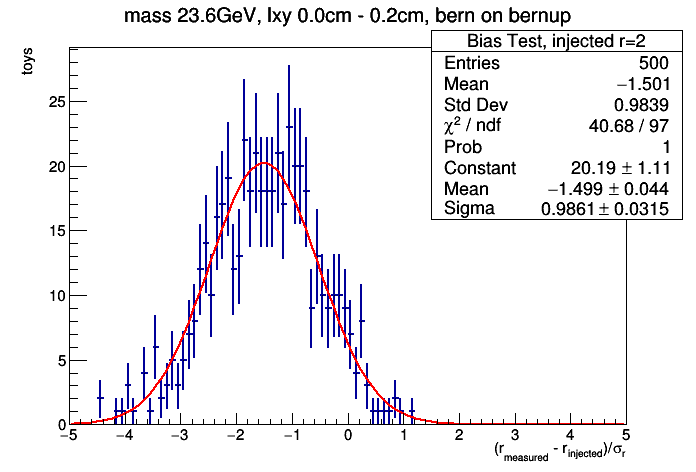 mass 23.6GeV, lxy 0.0cm - 0.2cm, bern on bernup
Bias Test, injected r=2
Entries 500
Mean −1.501
Std Dev 0.9839
χ² / ndf 40.68 / 97
Prob 1
Constant 20.19 ± 1.11
Mean −1.499 ± 0.044
Sigma 0.9861 ± 0.0315
toys
25
20
15
10
5
0
−5 −4 −3 −2 −1 0 1 2 3 4 5
(r_measured - r_injected)/σ_r